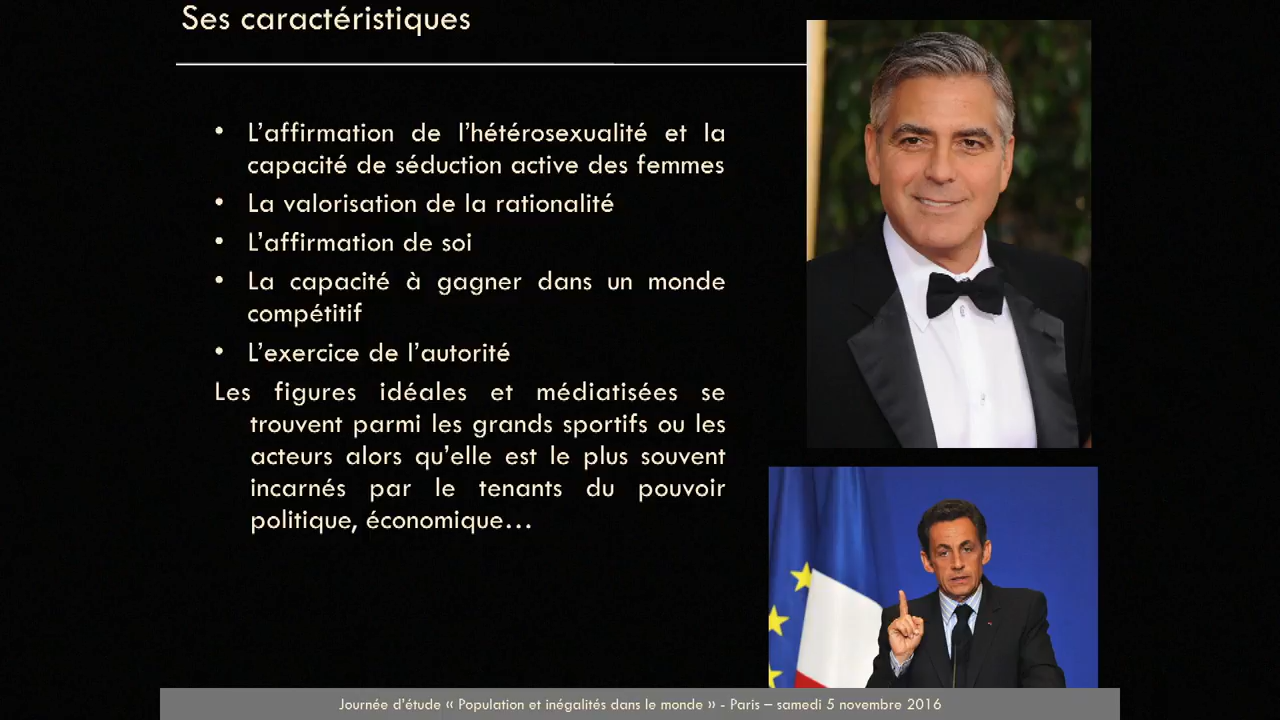 Ses caractéristiques
• L'affirmation de l'hétérosexualité et la
capacité de séduction active des femmes
• La valorisation de la rationalité
• L'affirmation de soi
• La capacité à gagner dans un monde
compétitif
• L'exercice de l'autorité
Les figures idéales et médiatisées se
trouvent parmi les grands sportifs ou les
acteurs alors qu'elle est le plus souvent
incarnés par le tenants du pouvoir
politique, économique…
Journée d'étude « Population et inégalités dans le monde » - Paris – samedi 5 novembre 2016